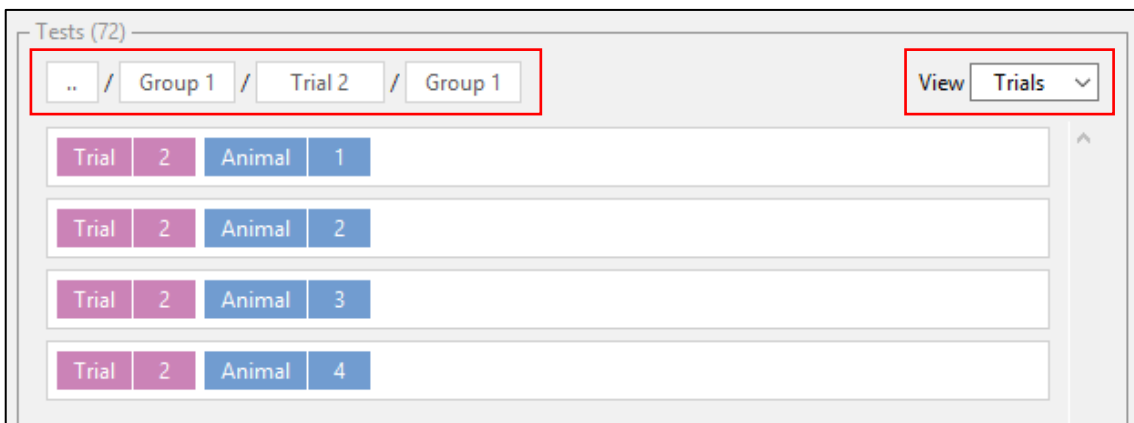 Tests (72)
.. / Group 1 / Trial 2 / Group 1 View Trials
Trial 2 Animal 1
Trial 2 Animal 2
Trial 2 Animal 3
Trial 2 Animal 4